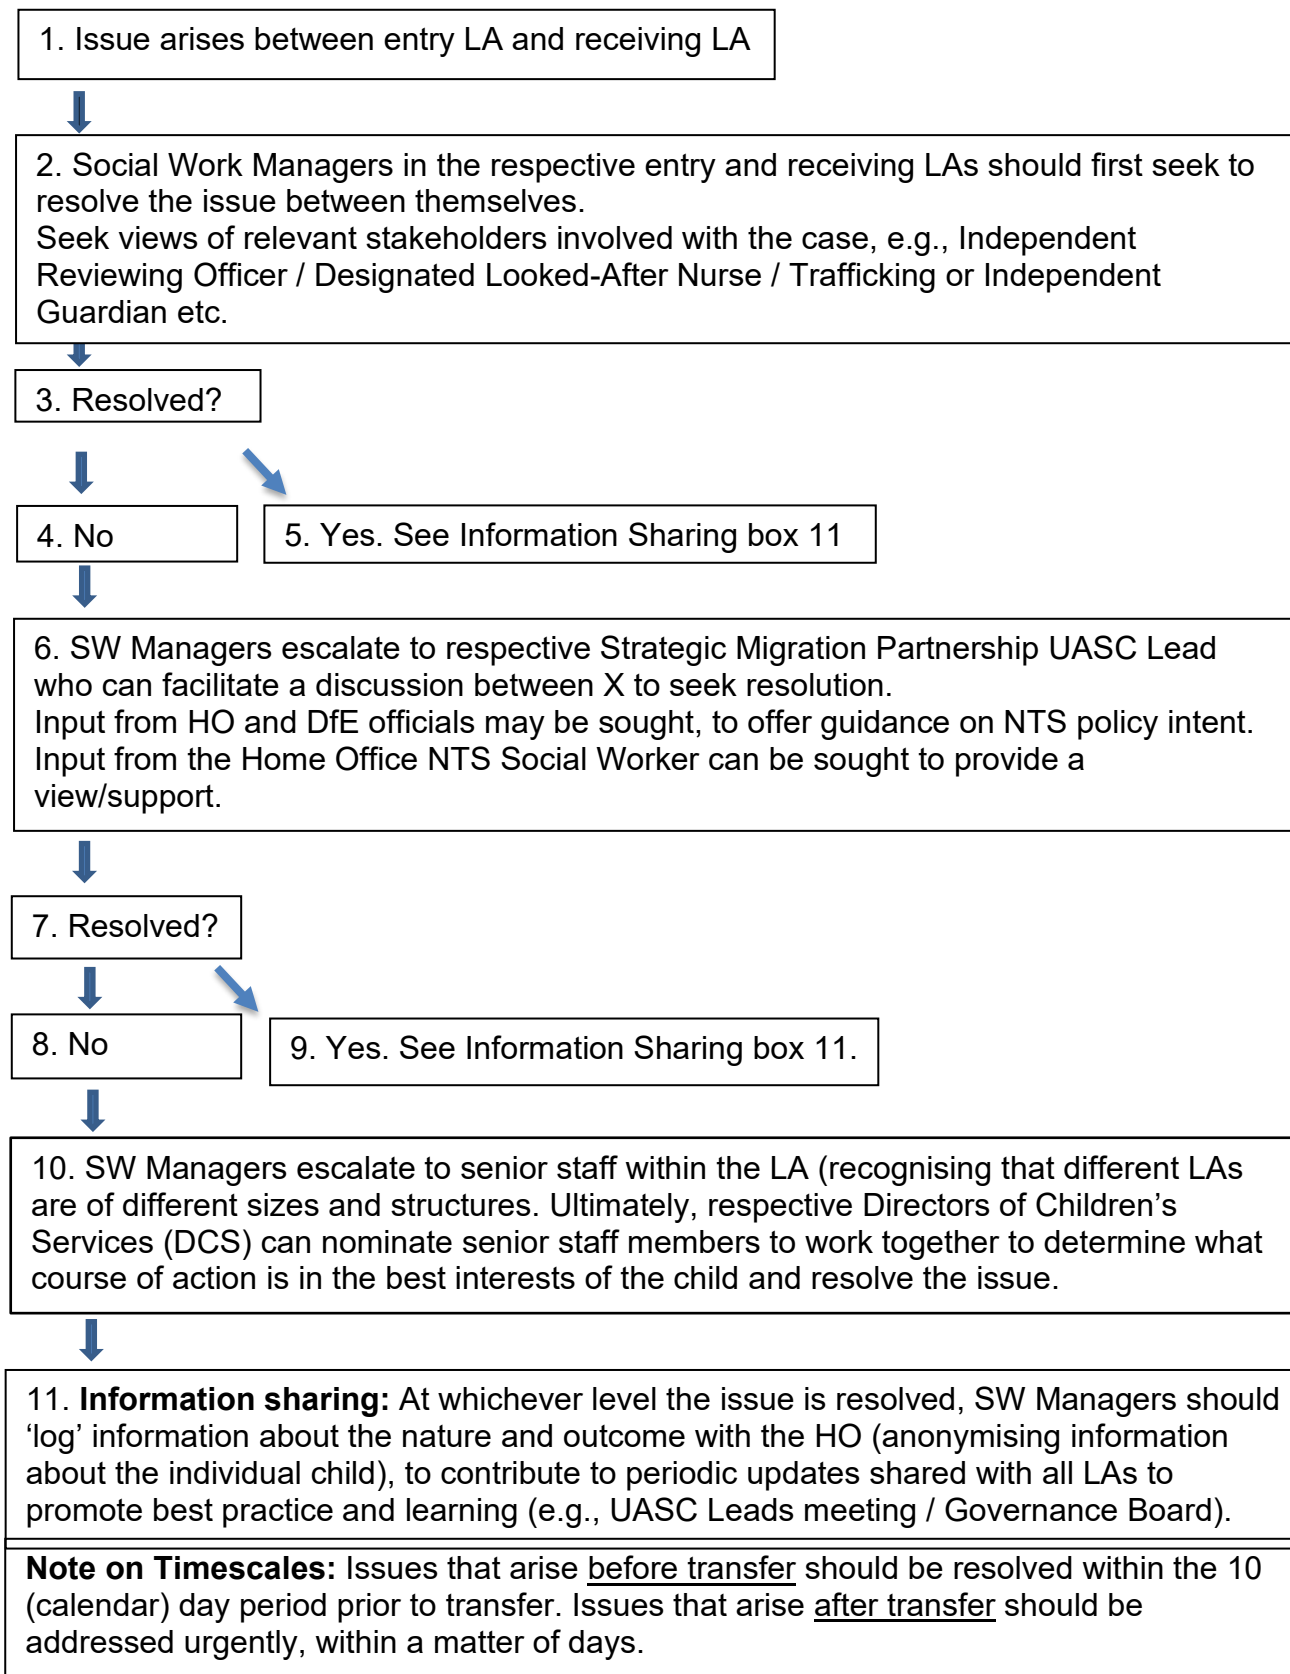 1. Issue arises between entry LA and receiving LA
2. Social Work Managers in the respective entry and receiving LAs should first seek to
resolve the issue between themselves.
Seek views of relevant stakeholders involved with the case, e.g., Independent
Reviewing Officer / Designated Looked-After Nurse / Trafficking or Independent
Guardian etc.
3. Resolved?
4. No
5. Yes. See Information Sharing box 11
6. SW Managers escalate to respective Strategic Migration Partnership UASC Lead
who can facilitate a discussion between X to seek resolution.
Input from HO and DfE officials may be sought, to offer guidance on NTS policy intent.
Input from the Home Office NTS Social Worker can be sought to provide a
view/support.
7. Resolved?
8. No
9. Yes. See Information Sharing box 11.
10. SW Managers escalate to senior staff within the LA (recognising that different LAs
are of different sizes and structures. Ultimately, respective Directors of Children’s
Services (DCS) can nominate senior staff members to work together to determine what
course of action is in the best interests of the child and resolve the issue.
11. Information sharing: At whichever level the issue is resolved, SW Managers should
‘log’ information about the nature and outcome with the HO (anonymising information
about the individual child), to contribute to periodic updates shared with all LAs to
promote best practice and learning (e.g., UASC Leads meeting / Governance Board).
Note on Timescales: Issues that arise before transfer should be resolved within the 10
(calendar) day period prior to transfer. Issues that arise after transfer should be
addressed urgently, within a matter of days.